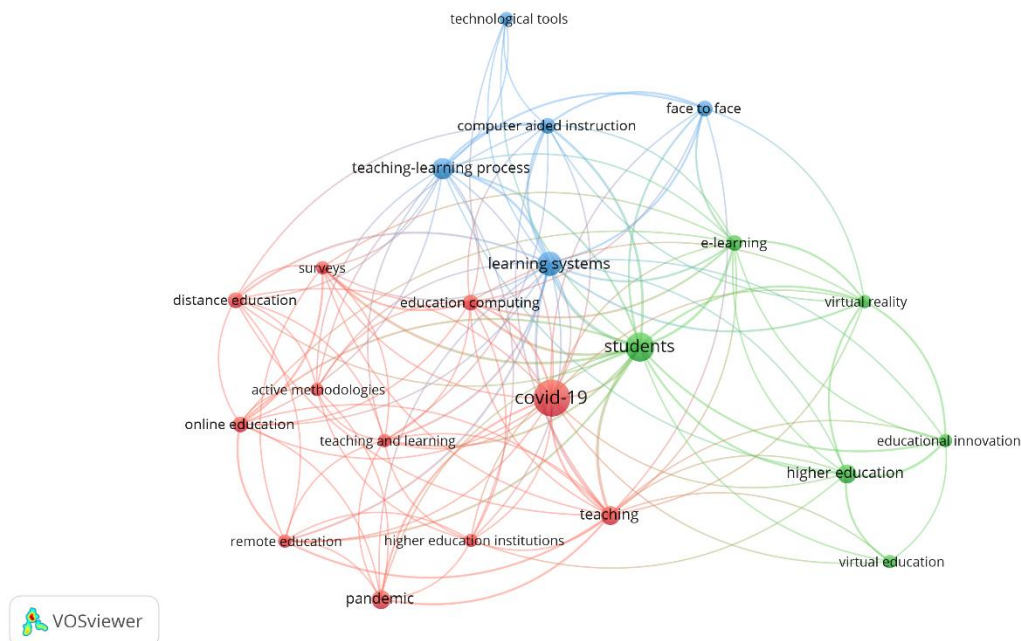 technological tools
face to face
computer aided instruction
teaching-learning process
e-learning
learning systems
surveys
distance education
education computing
virtual reality
students
active methodologies
covid-19
online education
teaching and learning
educational innovation
higher education
teaching
remote education
higher education institutions
virtual education
pandemic
VOSviewer